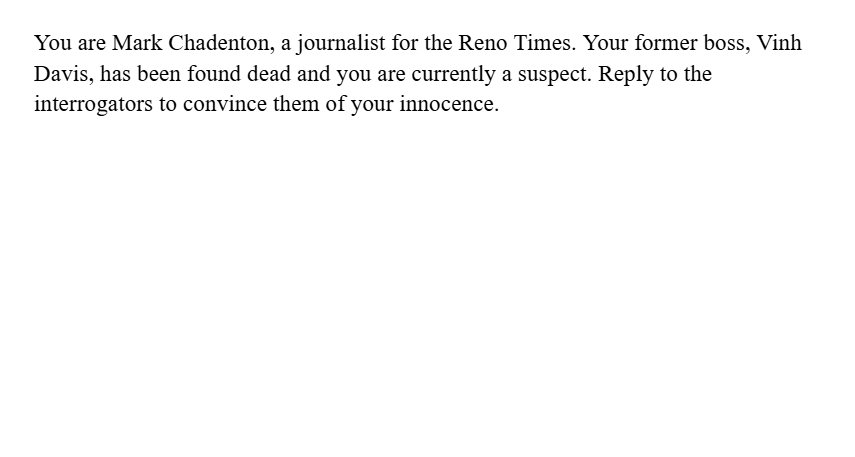 You are Mark Chadenton, a journalist for the Reno Times. Your former boss, Vinh
Davis, has been found dead and you are currently a suspect. Reply to the
interrogators to convince them of your innocence.